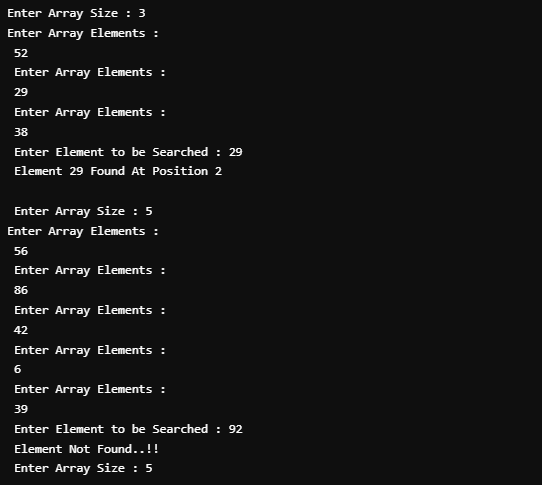 Enter Array Size : 3
Enter Array Elements :
52
Enter Array Elements :
29
Enter Array Elements :
38
Enter Element to be Searched : 29
Element 29 Found At Position 2
Enter Array Size : 5
Enter Array Elements :
56
Enter Array Elements :
86
Enter Array Elements :
42
Enter Array Elements :
6
Enter Array Elements :
39
Enter Element to be Searched : 92
Element Not Found..!!
Enter Array Size : 5